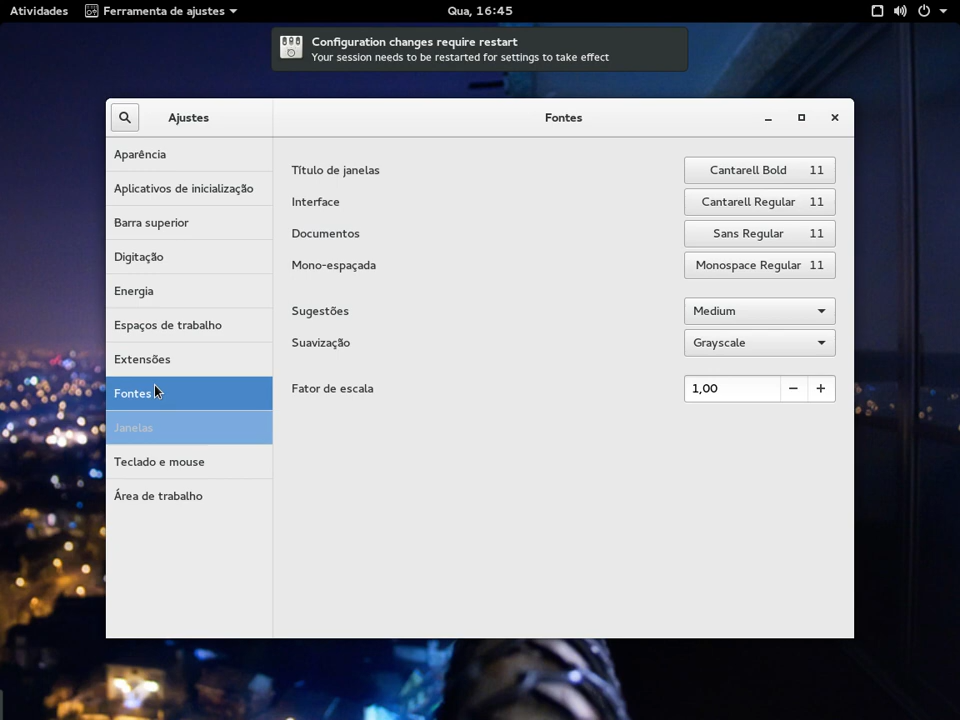 Atividades Ferramenta de ajustes Qua, 16:45
Configuration changes require restart
Your session needs to be restarted for settings to take effect
Ajustes Fontes
Aparência
Aplicativos de inicialização
Barra superior
Digitação
Energia
Espaços de trabalho
Extensões
Fontes
Janelas
Teclado e mouse
Área de trabalho
Título de janelas Cantarell Bold 11
Interface Cantarell Regular 11
Documentos Sans Regular 11
Mono-espaçada Monospace Regular 11
Sugestões Medium
Suavização Grayscale
Fator de escala 1,00